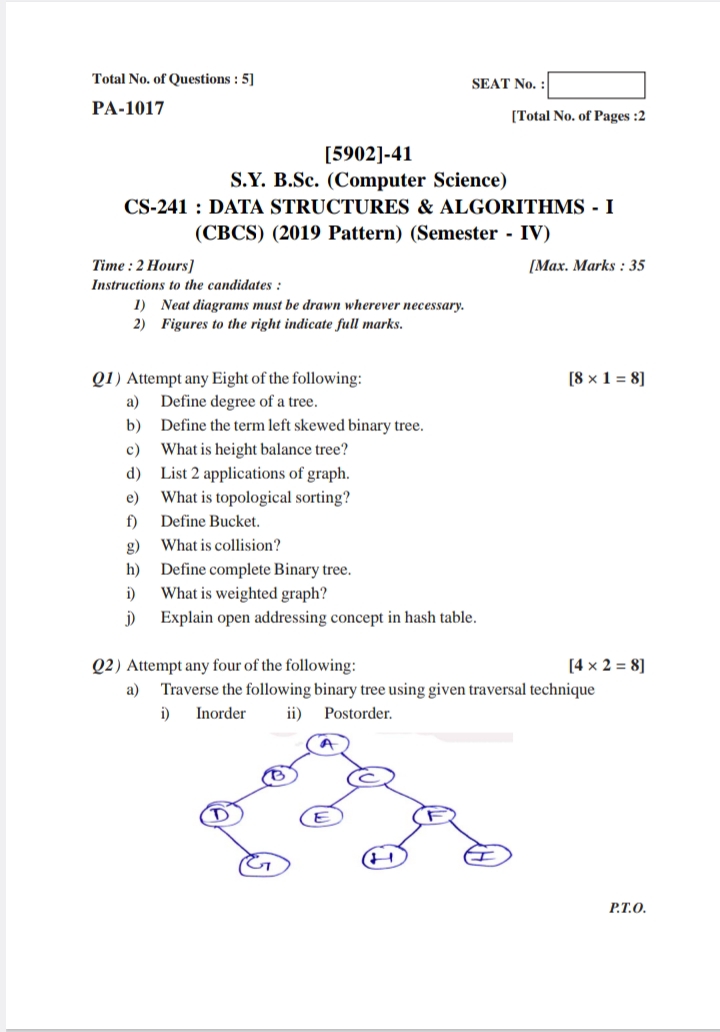 Total No. of Questions : 5]
SEAT No. :
PA-1017
[Total No. of Pages :2
[5902]-41
S.Y. B.Sc. (Computer Science)
CS-241 : DATA STRUCTURES & ALGORITHMS - I
(CBCS) (2019 Pattern) (Semester - IV)
Time : 2 Hours]
[Max. Marks : 35
Instructions to the candidates :
1) Neat diagrams must be drawn wherever necessary.
2) Figures to the right indicate full marks.
Q1) Attempt any Eight of the following: [8 × 1 = 8]
a) Define degree of a tree.
b) Define the term left skewed binary tree.
c) What is height balance tree?
d) List 2 applications of graph.
e) What is topological sorting?
f) Define Bucket.
g) What is collision?
h) Define complete Binary tree.
i) What is weighted graph?
j) Explain open addressing concept in hash table.
Q2) Attempt any four of the following: [4 × 2 = 8]
a) Traverse the following binary tree using given traversal technique
i) Inorder ii) Postorder.
A
B C
D E F
G H I
P.T.O.